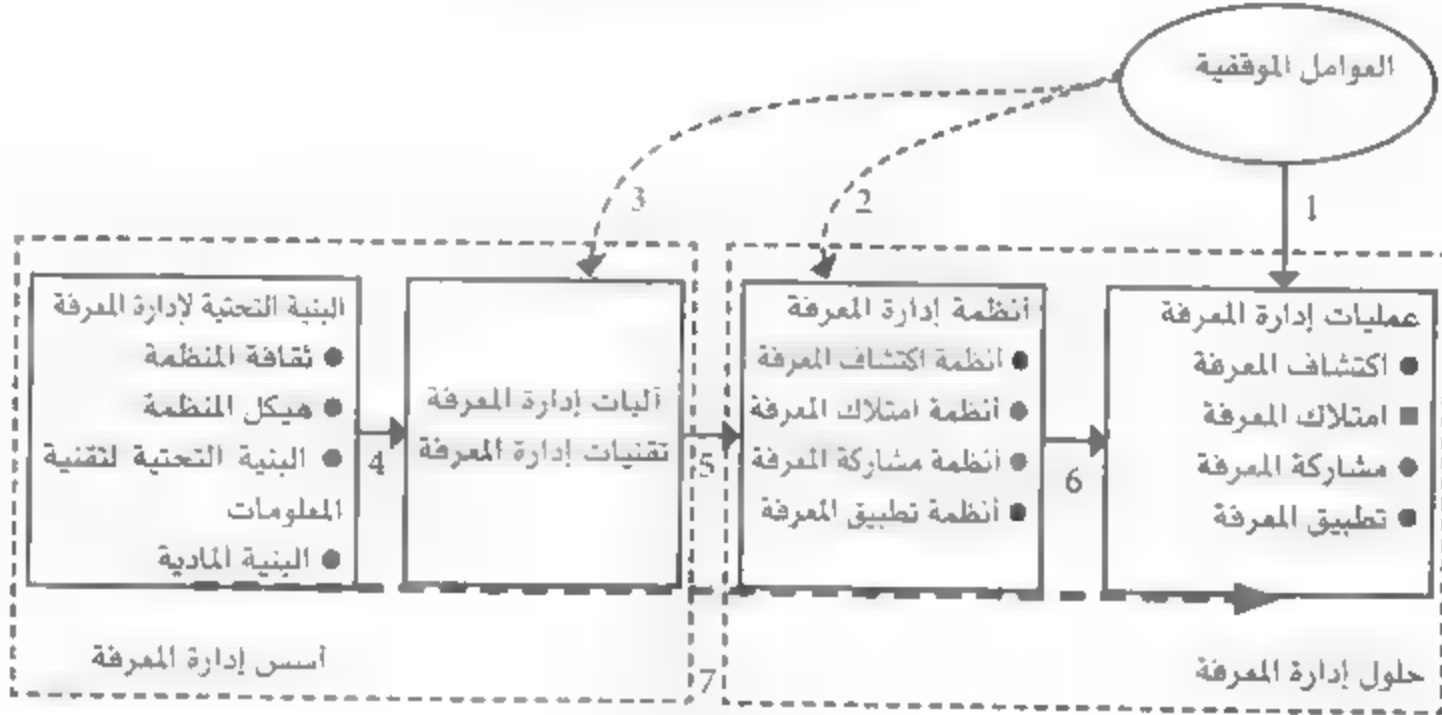 العوامل الموقفية
3
2
1
عمليات إدارة المعرفة
● اكتشاف المعرفة
■ امتلاك المعرفة
● مشاركة المعرفة
● تطبيق المعرفة
6
أنظمة إدارة المعرفة
● أنظمة اكتشاف المعرفة
● أنظمة امتلاك المعرفة
● أنظمة مشاركة المعرفة
● أنظمة تطبيق المعرفة
5
آليات إدارة المعرفة
تقنيات إدارة المعرفة
4
البنية التحتية لإدارة المعرفة
● ثقافة المنظمة
● هيكل المنظمة
● البنية التحتية لتقنية
المعلومات
● البنية المادية
حلول إدارة المعرفة
7
أسس إدارة المعرفة